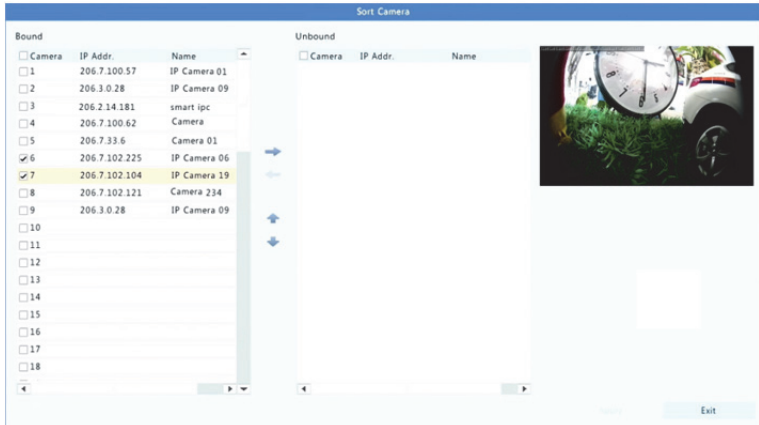 Sort Camera
Bound
Unbound
Camera IP Addr. Name
Camera IP Addr. Name
1 206.7.100.57 IP Camera 01
2 206.3.0.28 IP Camera 09
3 206.2.14.181 smart ipc
4 206.7.100.62 Camera
5 206.7.33.6 Camera 01
6 206.7.102.225 IP Camera 06
7 206.7.102.104 IP Camera 19
8 206.7.102.121 Camera 234
9 206.3.0.28 IP Camera 09
10
11
12
13
14
15
16
17
18
Exit